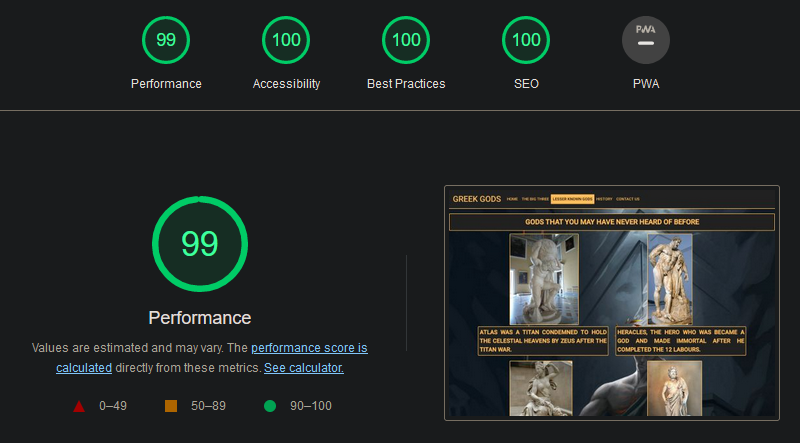 99
100
100
100
PWA
Performance
Accessibility
Best Practices
SEO
PWA
99
Performance
Values are estimated and may vary. The performance score is
calculated directly from these metrics. See calculator.
0–49
50–89
90–100
GREEK GODS
HOME
THE BIG THREE
LESSER KNOWN GODS
HISTORY
CONTACT US
GODS THAT YOU MAY HAVE NEVER HEARD OF BEFORE
ATLAS WAS A TITAN CONDEMNED TO HOLD
THE CELESTIAL HEAVENS BY ZEUS AFTER THE
TITAN WAR.
HERACLES, THE HERO WHO WAS BECAME A
GOD AND MADE IMMORTAL AFTER HE
COMPLETED THE 12 LABOURS.